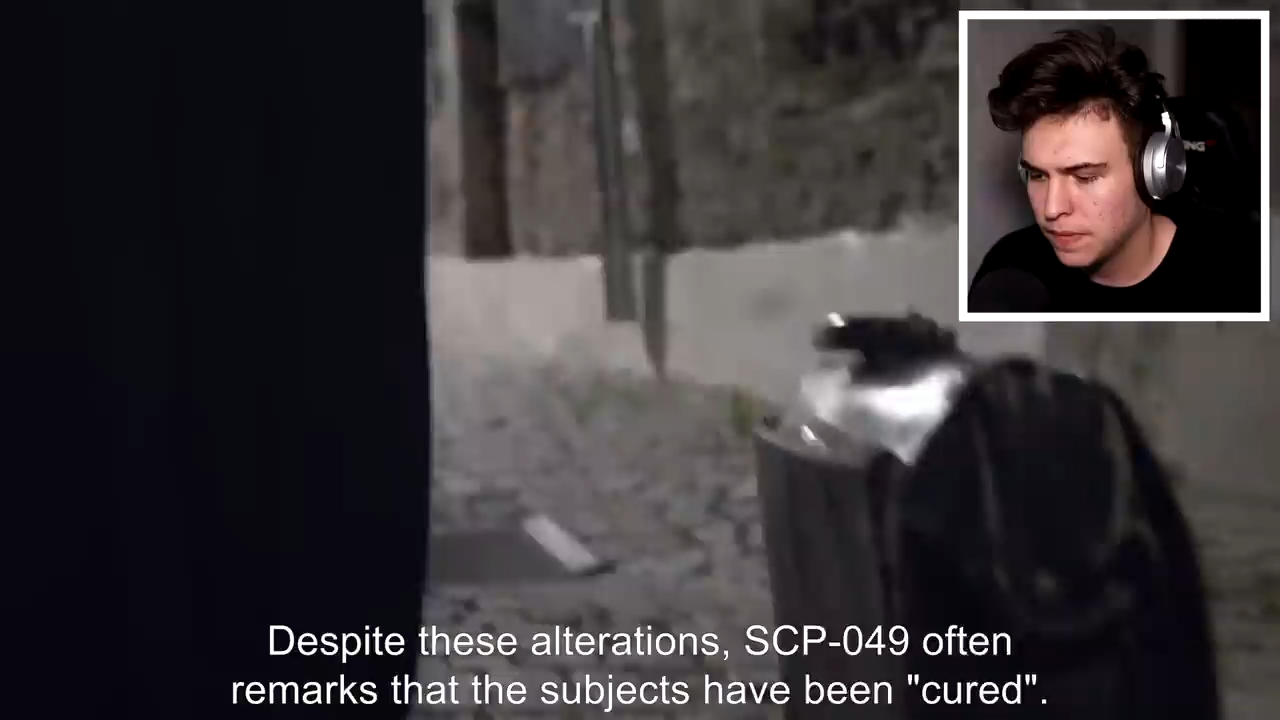 Despite these alterations, SCP-049 often
remarks that the subjects have been "cured".